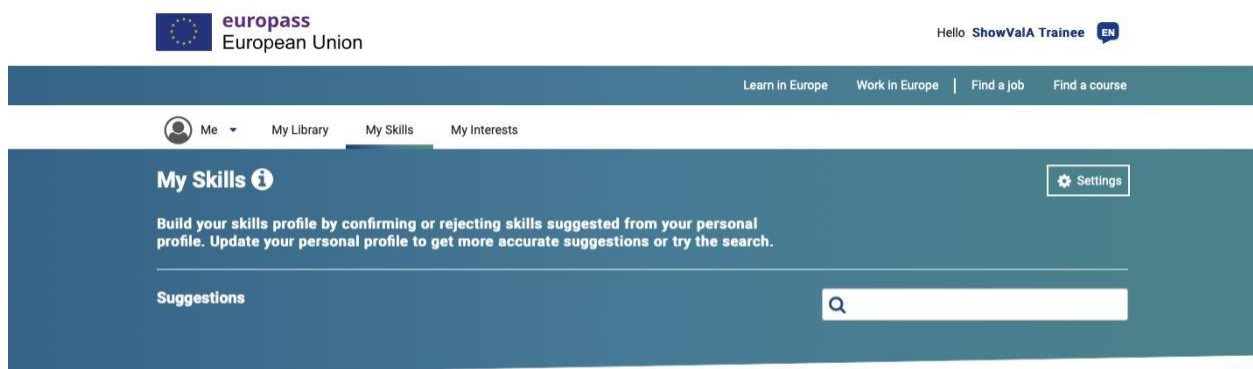 europass
European Union
Hello ShowValA Trainee EN
Learn in Europe Work in Europe | Find a job Find a course
Me My Library My Skills My Interests
My Skills
Settings
Build your skills profile by confirming or rejecting skills suggested from your personal
profile. Update your personal profile to get more accurate suggestions or try the search.
Suggestions